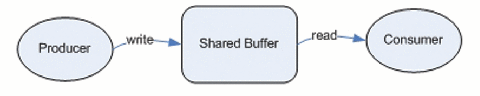 Producer
write
Shared Buffer
read
Consumer